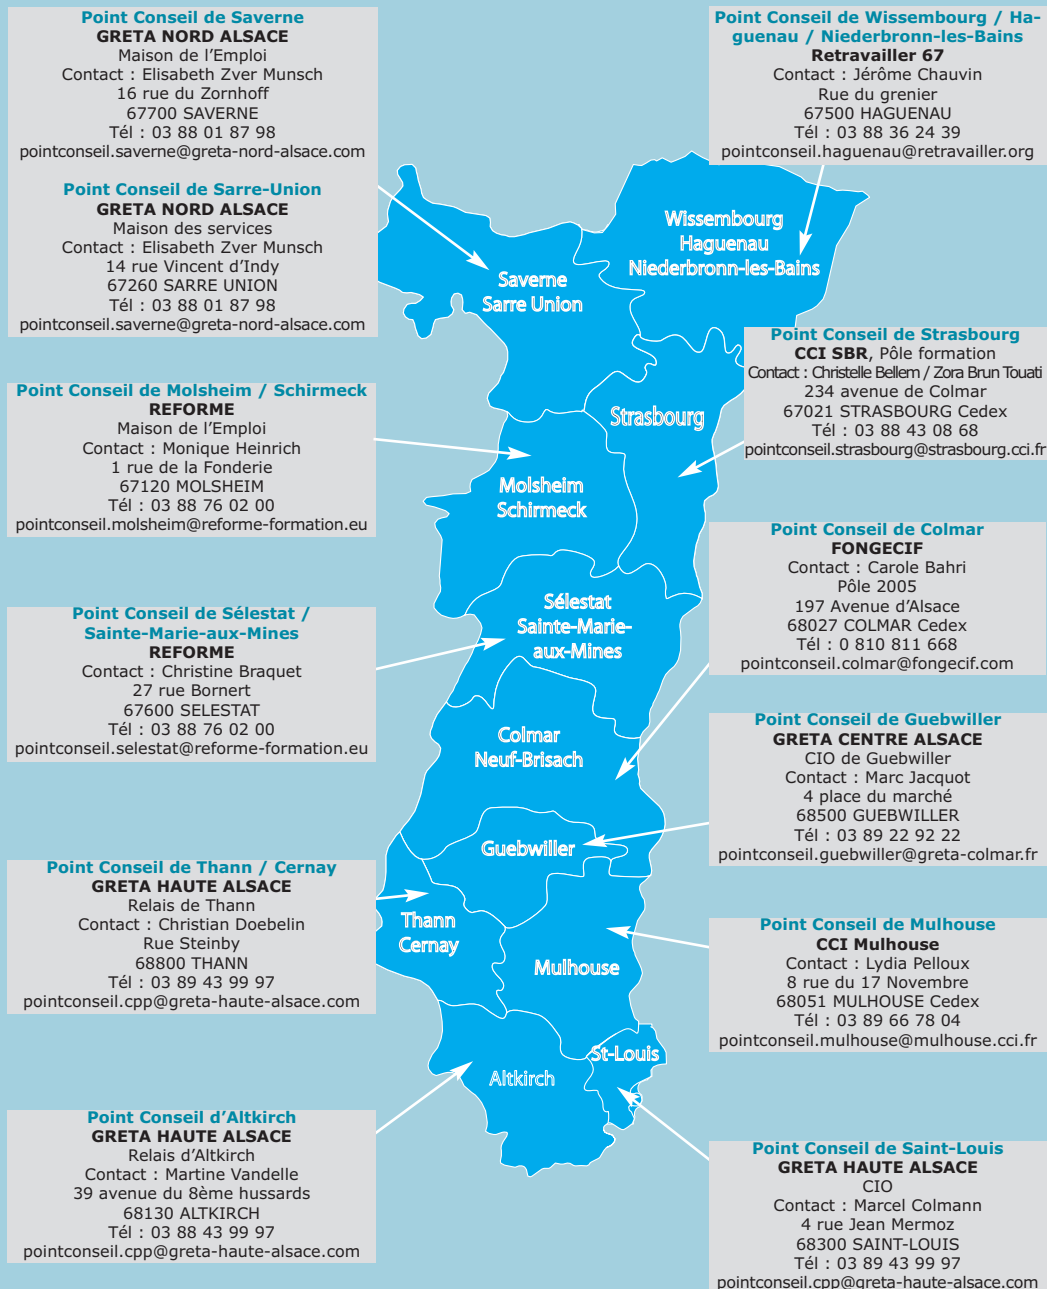 Point Conseil de Saverne
GRETA NORD ALSACE
Maison de l’Emploi
Contact : Elisabeth Zver Munsch
16 rue du Zornhoff
67700 SAVERNE
Tél : 03 88 01 87 98
pointconseil.saverne@greta-nord-alsace.com
Point Conseil de Sarre-Union
GRETA NORD ALSACE
Maison des services
Contact : Elisabeth Zver Munsch
14 rue Vincent d’Indy
67260 SARRE UNION
Tél : 03 88 01 87 98
pointconseil.saverne@greta-nord-alsace.com
Point Conseil de Molsheim / Schirmeck
REFORME
Maison de l’Emploi
Contact : Monique Heinrich
1 rue de la Fonderie
67120 MOLSHEIM
Tél : 03 88 76 02 00
pointconseil.molsheim@reforme-formation.eu
Point Conseil de Sélestat /
Sainte-Marie-aux-Mines
REFORME
Contact : Christine Braquet
27 rue Bornert
67600 SELESTAT
Tél : 03 88 76 02 00
pointconseil.selestat@reforme-formation.eu
Point Conseil de Thann / Cernay
GRETA HAUTE ALSACE
Relais de Thann
Contact : Christian Doebelin
Rue Steinby
68800 THANN
Tél : 03 89 43 99 97
pointconseil.cpp@greta-haute-alsace.com
Point Conseil d’Altkirch
GRETA HAUTE ALSACE
Relais d’Altkirch
Contact : Martine Vandelle
39 avenue du 8ème hussards
68130 ALTKIRCH
Tél : 03 88 43 99 97
pointconseil.cpp@greta-haute-alsace.com
Wissembourg
Haguenau
Niederbronn-les-Bains
Saverne
Sarre Union
Strasbourg
Molsheim
Schirmeck
Sélestat
Sainte-Marie-
aux-Mines
Colmar
Neuf-Brisach
Guebwiller
Thann
Cernay
Mulhouse
St-Louis
Altkirch
Point Conseil de Wissembourg / Ha-
guenau / Niederbronn-les-Bains
Retravailler 67
Contact : Jérôme Chauvin
Rue du grenier
67500 HAGUENAU
Tél : 03 88 36 24 39
pointconseil.haguenau@retravailler.org
Point Conseil de Strasbourg
CCI SBR, Pôle formation
Contact : Christelle Bellem / Zora Brun Touati
234 avenue de Colmar
67021 STRASBOURG Cedex
Tél : 03 88 43 08 68
pointconseil.strasbourg@strasbourg.cci.fr
Point Conseil de Colmar
FONGECIF
Contact : Carole Bahri
Pôle 2005
197 Avenue d’Alsace
68027 COLMAR Cedex
Tél : 0 810 811 668
pointconseil.colmar@fongecif.com
Point Conseil de Guebwiller
GRETA CENTRE ALSACE
CIO de Guebwiller
Contact : Marc Jacquot
4 place du marché
68500 GUEBWILLER
Tél : 03 89 22 92 22
pointconseil.guebwiller@greta-colmar.fr
Point Conseil de Mulhouse
CCI Mulhouse
Contact : Lydia Pelloux
8 rue du 17 Novembre
68051 MULHOUSE Cedex
Tél : 03 89 66 78 04
pointconseil.mulhouse@mulhouse.cci.fr
Point Conseil de Saint-Louis
GRETA HAUTE ALSACE
CIO
Contact : Marcel Colmann
4 rue Jean Mermoz
68300 SAINT-LOUIS
Tél : 03 89 43 99 97
pointconseil.cpp@greta-haute-alsace.com